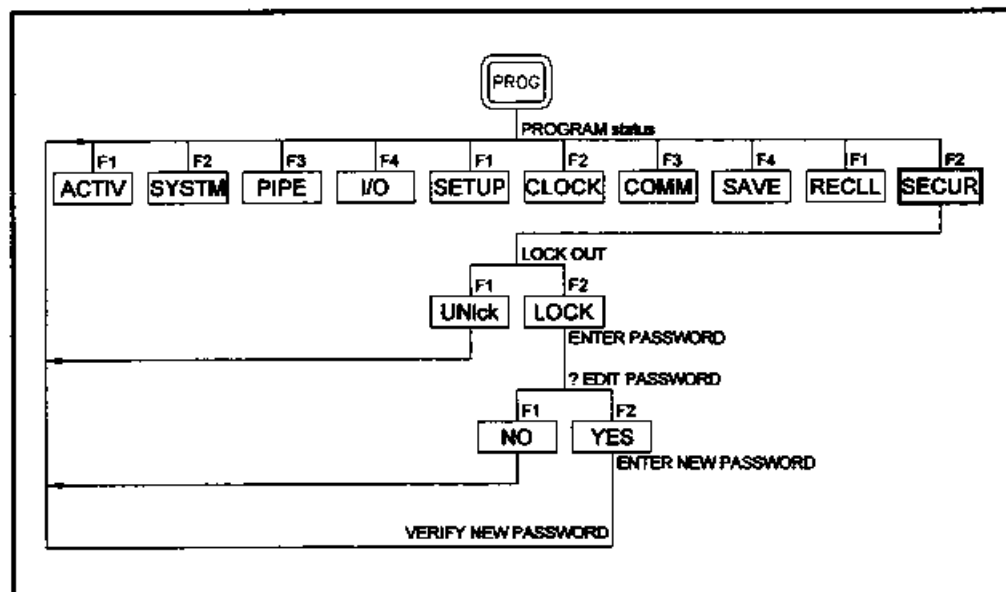 PROG
PROGRAM status
F1 F2 F3 F4 F1 F2 F3 F4 F1 F2
ACTIV SYSTM PIPE I/O SETUP CLOCK COMM SAVE RECLL SECUR
LOCK OUT
F1 F2
UNlck LOCK
ENTER PASSWORD
? EDIT PASSWORD
F1 F2
NO YES
ENTER NEW PASSWORD
VERIFY NEW PASSWORD